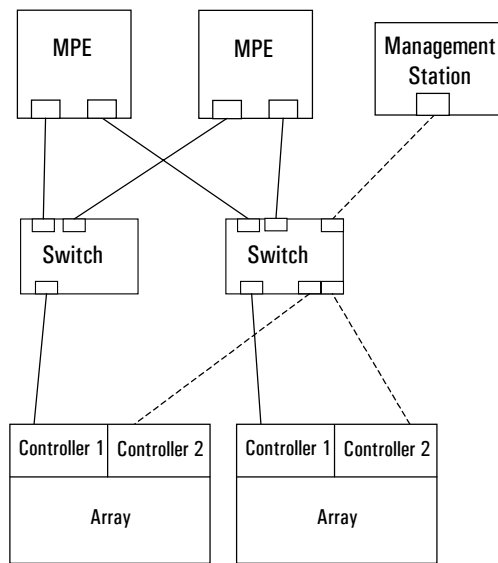 MPE
MPE
Management
Station
Switch
Switch
Controller 1
Controller 2
Controller 1
Controller 2
Array
Array